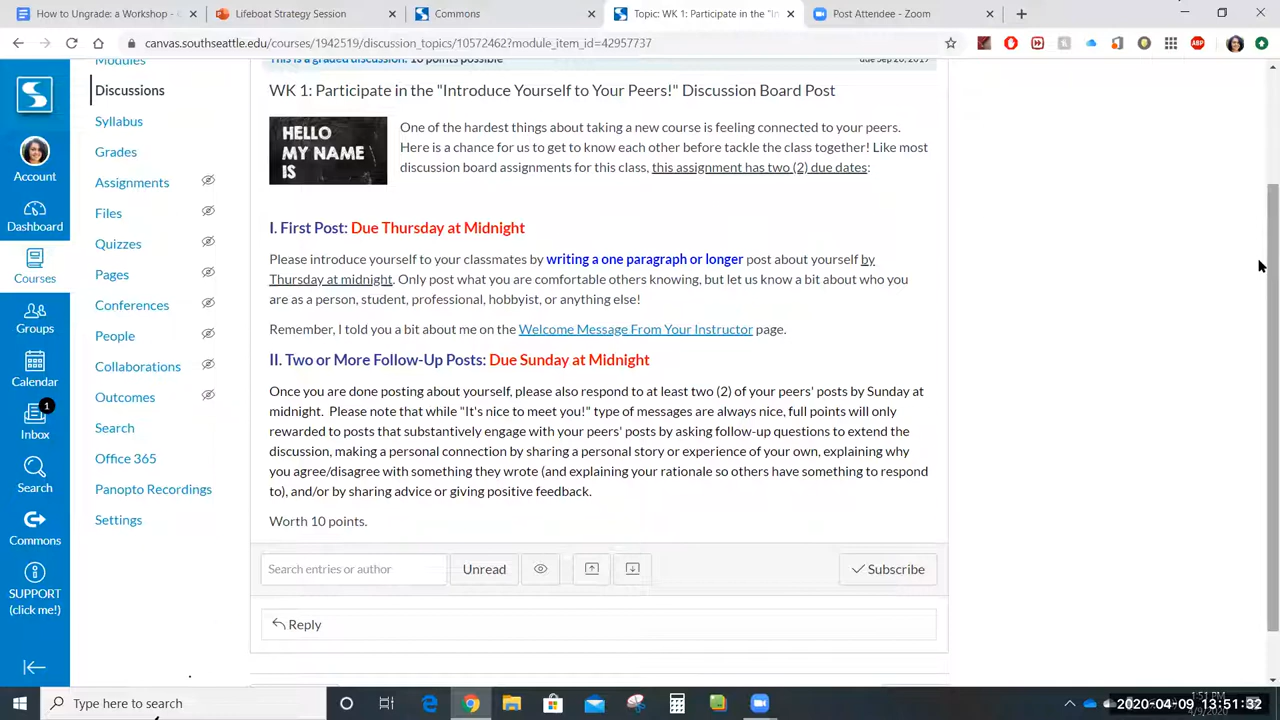 How to Ungrade, a Workshop - G
Lifeboat Strategy Session
Commons
Topic: WK 1: Participate in the "In
Post Attendee - Zoom
canvas.southseattle.edu/courses/1942519/discussion_topics/10572462?module_item_id=42957737
ABP
Account
Dashboard
Courses
Groups
Calendar
1
Inbox
Search
Commons
SUPPORT
(click me!)
Modules
Discussions
Syllabus
Grades
Assignments
Files
Quizzes
Pages
Conferences
People
Collaborations
Outcomes
Search
Office 365
Panopto Recordings
Settings
This is a graded discussion: 10 points possible
due Sep 26, 2019
WK 1: Participate in the "Introduce Yourself to Your Peers!" Discussion Board Post
HELLO
MY NAME
IS
One of the hardest things about taking a new course is feeling connected to your peers.
Here is a chance for us to get to know each other before tackle the class together! Like most
discussion board assignments for this class, this assignment has two (2) due dates:
I. First Post: Due Thursday at Midnight
Please introduce yourself to your classmates by writing a one paragraph or longer post about yourself by
Thursday at midnight. Only post what you are comfortable others knowing, but let us know a bit about who you
are as a person, student, professional, hobbyist, or anything else!
Remember, I told you a bit about me on the Welcome Message From Your Instructor page.
II. Two or More Follow-Up Posts: Due Sunday at Midnight
Once you are done posting about yourself, please also respond to at least two (2) of your peers' posts by Sunday at
midnight. Please note that while "It's nice to meet you!" type of messages are always nice, full points will only
rewarded to posts that substantively engage with your peers' posts by asking follow-up questions to extend the
discussion, making a personal connection by sharing a personal story or experience of your own, explaining why
you agree/disagree with something they wrote (and explaining your rationale so others have something to respond
to), and/or by sharing advice or giving positive feedback.
Worth 10 points.
Search entries or author
Unread
Subscribe
Reply
Type here to search
1:51 PM
4/9/2020
2020-04-09 13:51:32